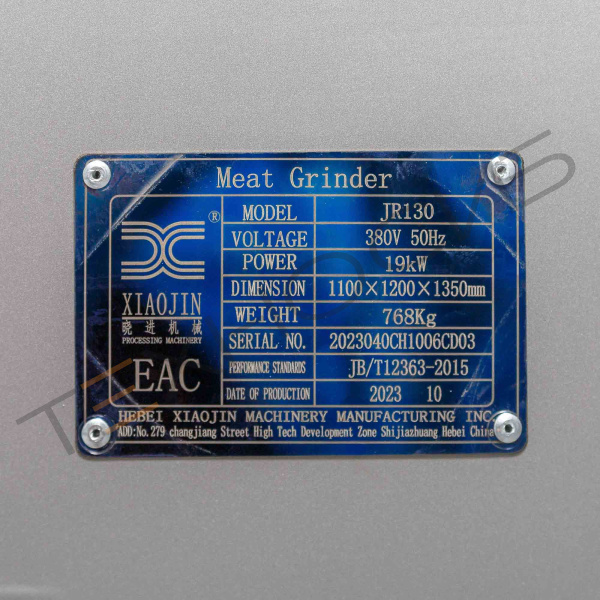 Meat Grinder
®
XIAOJIN
晓进机械
PROCESSING MACHINERY
EAC
MODEL JR130
VOLTAGE 380V 50Hz
POWER 19kW
DIMENSION 1100×1200×1350mm
WEIGHT 768Kg
SERIAL NO. 2023040CH1006CD03
PERFORMANCE STANDARDS JB/T12363-2015
DATE OF PRODUCTION 2023 10
HEBEI XIAOJIN MACHINERY MANUFACTURING INC
ADD:No.279 changjiang Street High Tech Development Zone Shijiazhuang Hebei China